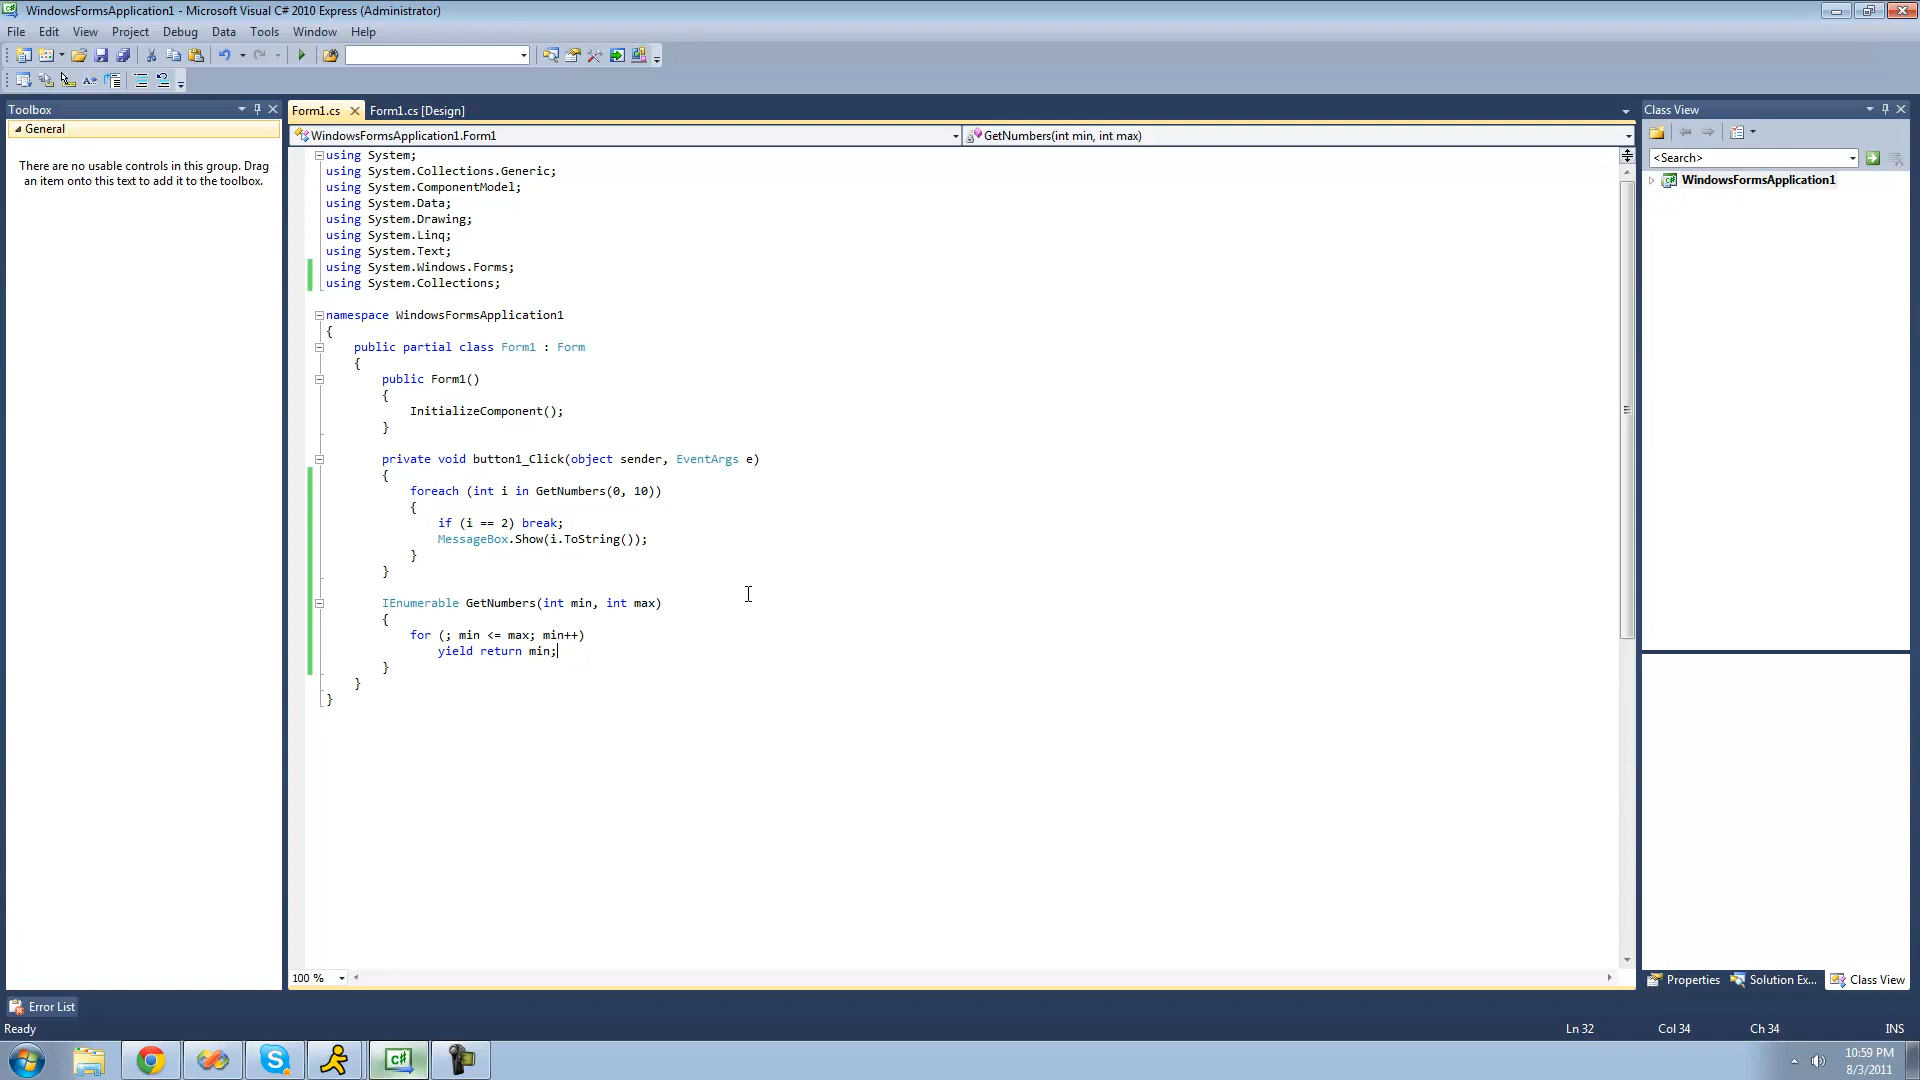 WindowsFormsApplication1 - Microsoft Visual C# 2010 Express (Administrator)
File Edit View Project Debug Data Tools Window Help
Toolbox
General
There are no usable controls in this group. Drag
an item onto this text to add it to the toolbox.
Form1.cs Form1.cs [Design]
WindowsFormsApplication1.Form1 GetNumbers(int min, int max)
using System;
using System.Collections.Generic;
using System.ComponentModel;
using System.Data;
using System.Drawing;
using System.Linq;
using System.Text;
using System.Windows.Forms;
using System.Collections;
namespace WindowsFormsApplication1
{
public partial class Form1 : Form
{
public Form1()
{
InitializeComponent();
}
private void button1_Click(object sender, EventArgs e)
{
foreach (int i in GetNumbers(0, 10))
{
if (i == 2) break;
MessageBox.Show(i.ToString());
}
}
IEnumerable GetNumbers(int min, int max)
{
for (; min <= max; min++)
yield return min;
}
}
}
100 %
Class View
<Search>
WindowsFormsApplication1
Properties Solution Ex... Class View
Error List
Ready Ln 32 Col 34 Ch 34 INS
C#
10:59 PM
8/3/2011